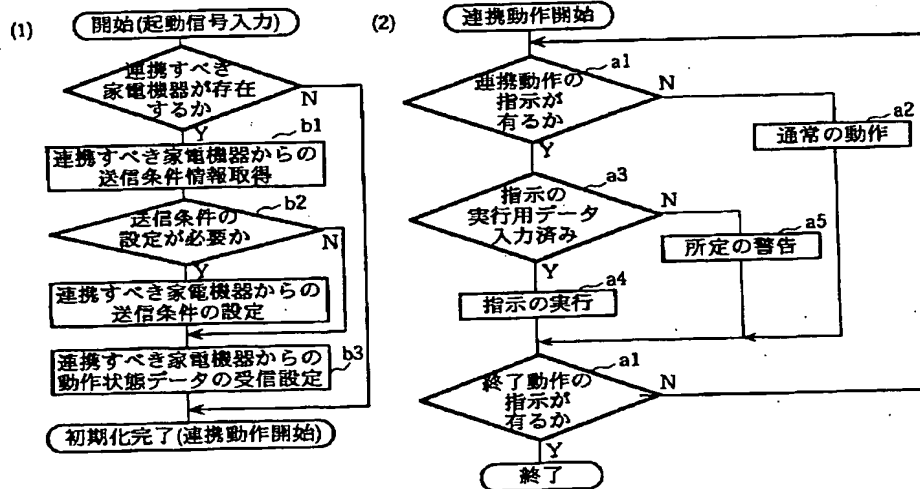 (1)
開始(起動信号入力)
連携すべき
家電機器が存在
するか
N
Y
b1
連携すべき家電機器からの
送信条件情報取得
b2
送信条件の
設定が必要か
N
Y
連携すべき家電機器からの
送信条件の設定
b3
連携すべき家電機器からの
動作状態データの受信設定
初期化完了(連携動作開始)
(2)
連携動作開始
a1
連携動作の
指示が
有るか
N
Y
a2
通常の動作
a3
指示の
実行用データ
入力済み
N
Y
a5
所定の警告
a4
指示の実行
a1
終了動作の
指示が
有るか
N
Y
終了